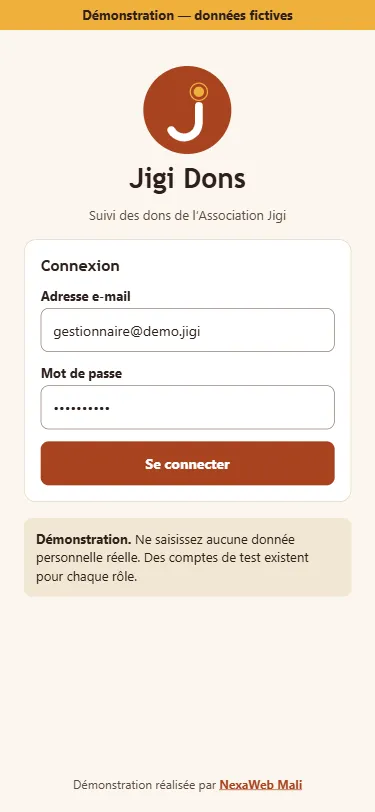 Démonstration — données fictives
Jigi Dons
Suivi des dons de l'Association Jigi
Connexion
Adresse e-mail
gestionnaire@demo.jigi
Mot de passe
••••••••••
Se connecter
Démonstration. Ne saisissez aucune donnée
personnelle réelle. Des comptes de test existent
pour chaque rôle.
Démonstration réalisée par NexaWeb Mali